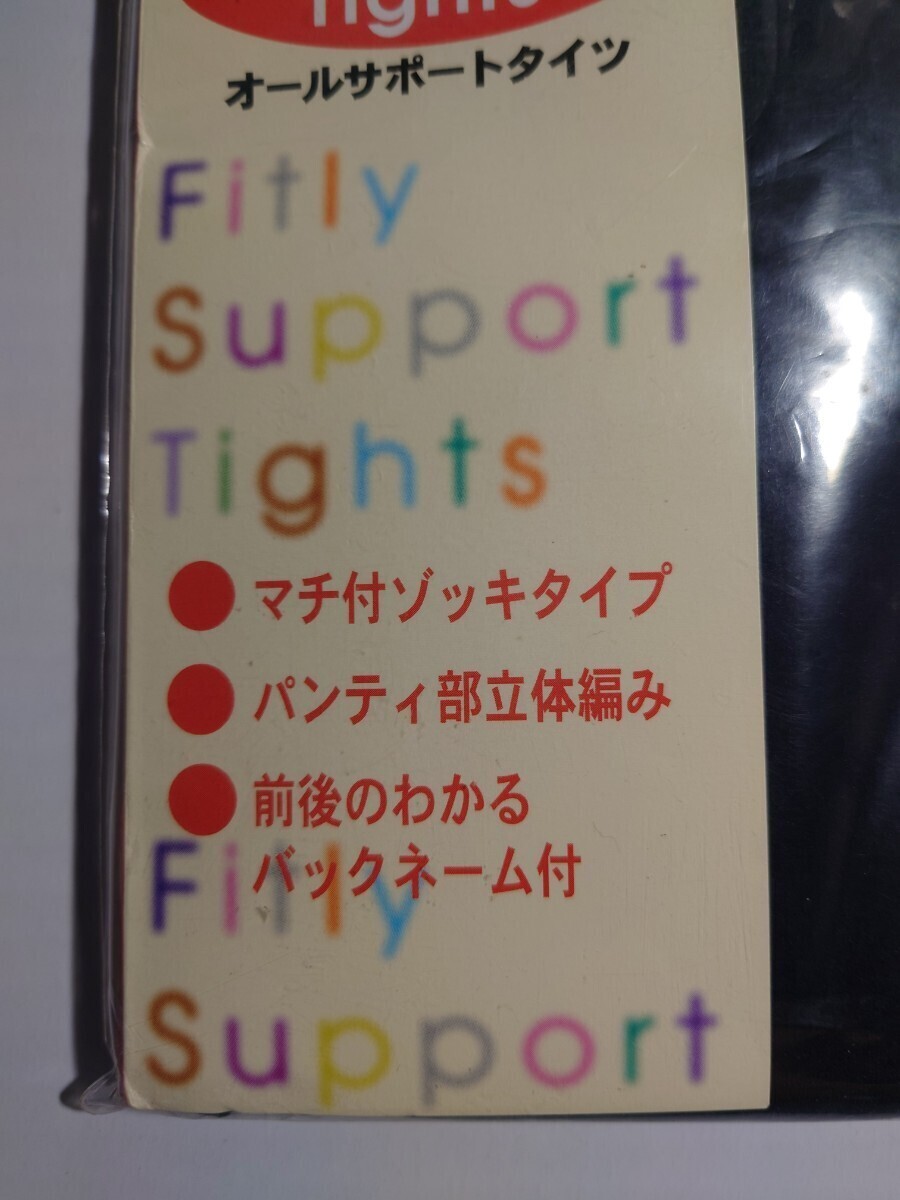 Tights
オールサポートタイツ
Fitly
Support
Tights
マチ付ゾッキタイプ
パンティ部立体編み
前後のわかる
バックネーム付
Fitly
Support